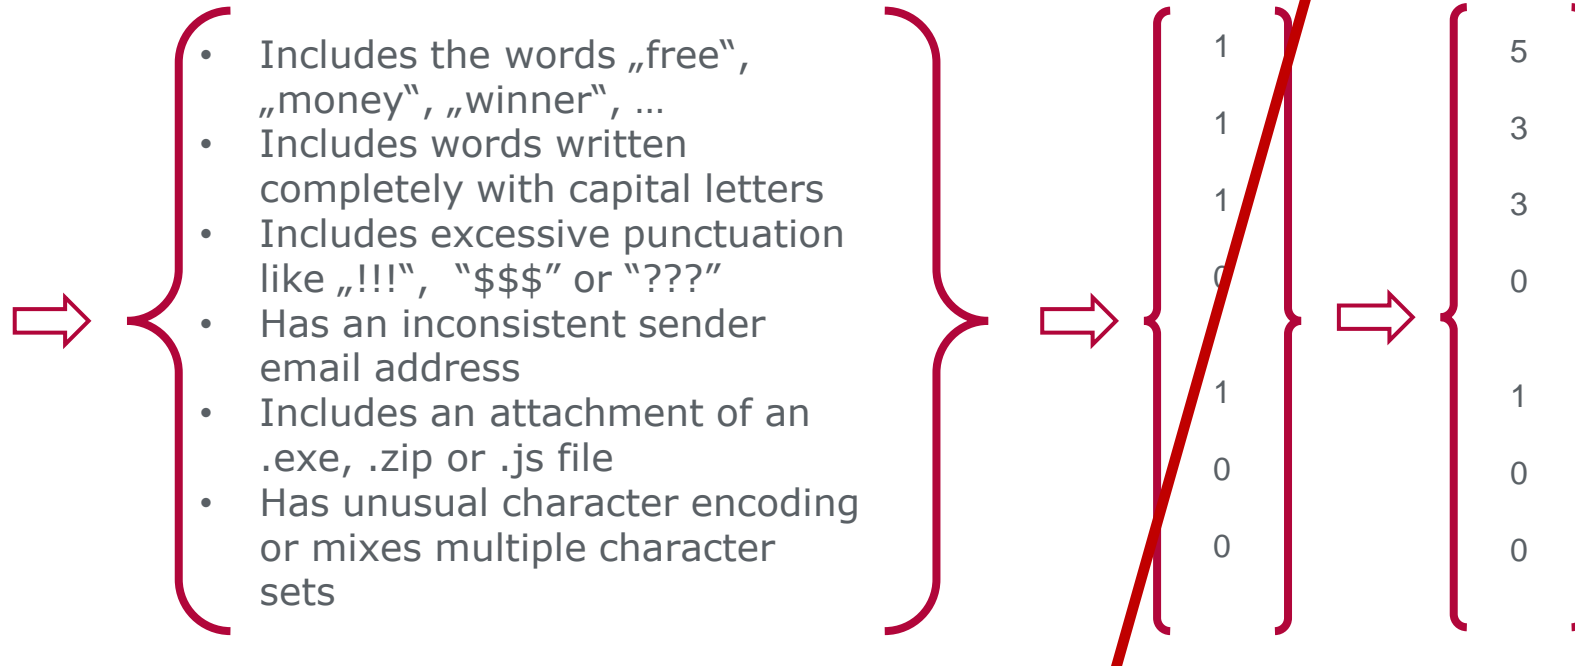 • Includes the words „free“,
„money“, „winner“, …
• Includes words written
completely with capital letters
• Includes excessive punctuation
like „!!!“, “$$$” or “???”
• Has an inconsistent sender
email address
• Includes an attachment of an
.exe, .zip or .js file
• Has unusual character encoding
or mixes multiple character
sets
1
1
1
0
1
0
0
5
3
3
0
1
0
0